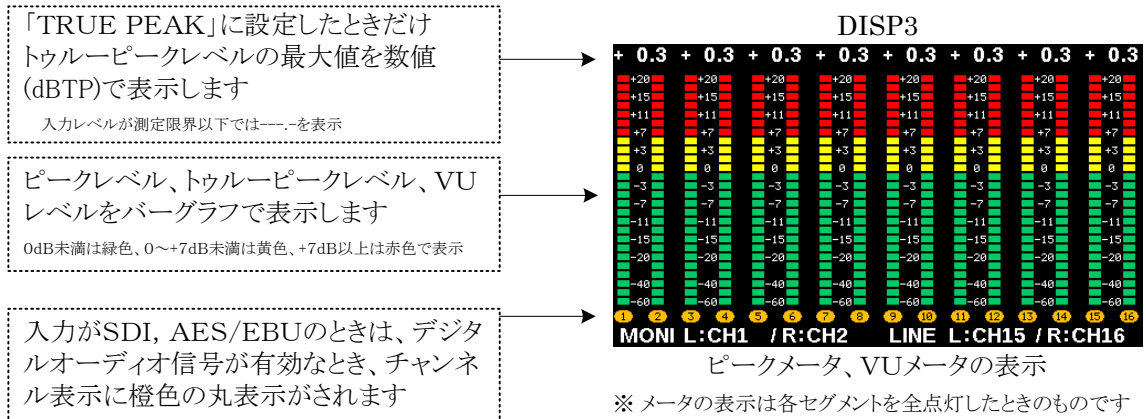 「TRUE PEAK」に設定したときだけ
トゥルーピークレベルの最大値を数値
(dBTP)で表示します
入力レベルが測定限界以下では---.-を表示
ピークレベル、トゥルーピークレベル、VU
レベルをバーグラフで表示します
0dB未満は緑色、0～+7dB未満は黄色、+7dB以上は赤色で表示
入力がSDI, AES/EBUのときは、デジタ
ルオーディオ信号が有効なとき、チャンネ
ル表示に橙色の丸表示がされます
DISP3
+ 0.3 + 0.3 + 0.3 + 0.3 + 0.3 + 0.3 + 0.3 + 0.3
+20 +20 +20 +20 +20 +20 +20 +20
+15 +15 +15 +15 +15 +15 +15 +15
+11 +11 +11 +11 +11 +11 +11 +11
+7 +7 +7 +7 +7 +7 +7 +7
+3 +3 +3 +3 +3 +3 +3 +3
0 0 0 0 0 0 0 0
-3 -3 -3 -3 -3 -3 -3 -3
-7 -7 -7 -7 -7 -7 -7 -7
-11 -11 -11 -11 -11 -11 -11 -11
-15 -15 -15 -15 -15 -15 -15 -15
-20 -20 -20 -20 -20 -20 -20 -20
-40 -40 -40 -40 -40 -40 -40 -40
-60 -60 -60 -60 -60 -60 -60 -60
1 2 3 4 5 6 7 8 9 10 11 12 13 14 15 16
MONI L:CH1 / R:CH2 LINE L:CH15 / R:CH16
ピークメータ、VUメータの表示
※ メータの表示は各セグメントを全点灯したときのものです